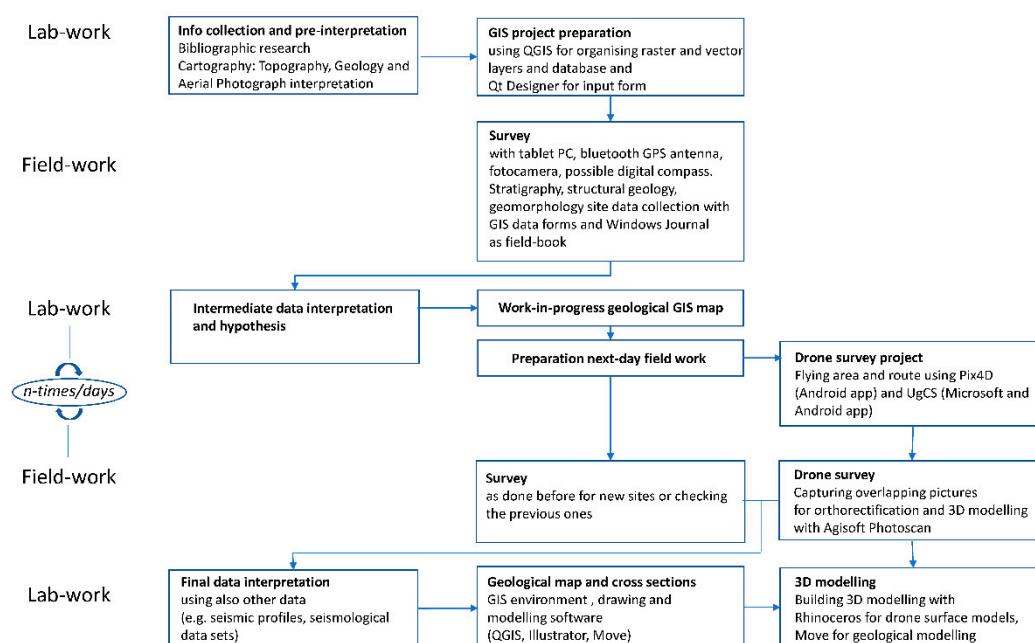 Lab-work
Info collection and pre-interpretation
Bibliographic research
Cartography: Topography, Geology and
Aerial Photograph interpretation
GIS project preparation
using QGIS for organising raster and vector
layers and database and
Qt Designer for input form
Field-work
Survey
with tablet PC, bluetooth GPS antenna,
fotocamera, possible digital compass.
Stratigraphy, structural geology,
geomorphology site data collection with
GIS data forms and Windows Journal
as field-book
Lab-work
Intermediate data interpretation
and hypothesis
Work-in-progress geological GIS map
Preparation next-day field work
Drone survey project
Flying area and route using Pix4D
(Android app) and UgCS (Microsoft and
Android app)
n-times/days
Field-work
Survey
as done before for new sites or checking
the previous ones
Drone survey
Capturing overlapping pictures
for orthorectification and 3D modelling
with Agisoft Photoscan
Lab-work
Final data interpretation
using also other data
(e.g. seismic profiles, seismological
data sets)
Geological map and cross sections
GIS environment , drawing and
modelling software
(QGIS, Illustrator, Move)
3D modelling
Building 3D modelling with
Rhinoceros for drone surface models,
Move for geological modelling